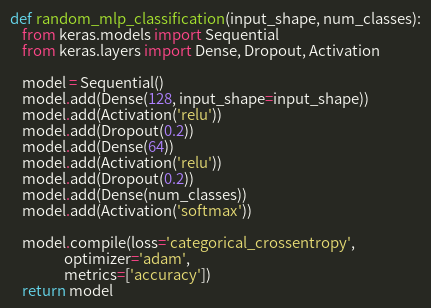 def random_mlp_classification(input_shape, num_classes):
from keras.models import Sequential
from keras.layers import Dense, Dropout, Activation
model = Sequential()
model.add(Dense(128, input_shape=input_shape))
model.add(Activation('relu'))
model.add(Dropout(0.2))
model.add(Dense(64))
model.add(Activation('relu'))
model.add(Dropout(0.2))
model.add(Dense(num_classes))
model.add(Activation('softmax'))
model.compile(loss='categorical_crossentropy',
optimizer='adam',
metrics=['accuracy'])
return model